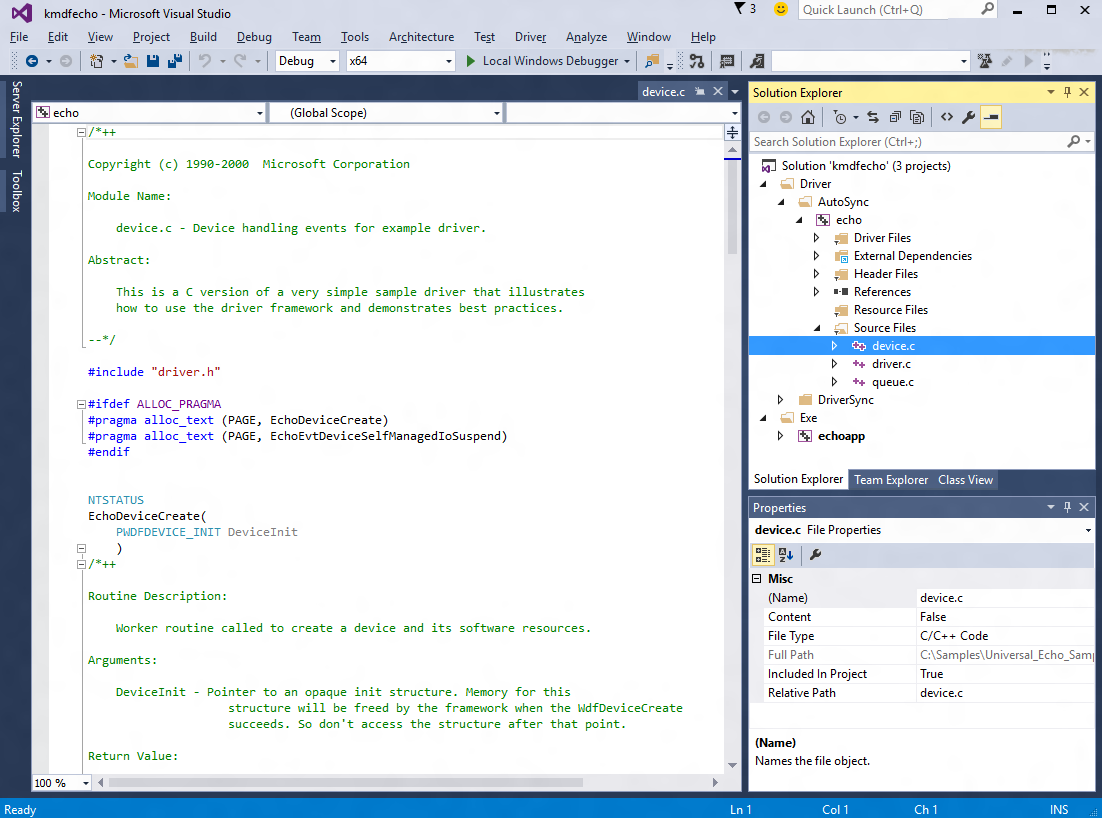 kmdfecho - Microsoft Visual Studio
3
Quick Launch (Ctrl+Q)
File Edit View Project Build Debug Team Tools Architecture Test Driver Analyze Window Help
Debug x64 Local Windows Debugger
Server Explorer
Toolbox
device.c
echo (Global Scope)
/*++
Copyright (c) 1990-2000  Microsoft Corporation
Module Name:
device.c - Device handling events for example driver.
Abstract:
This is a C version of a very simple sample driver that illustrates
how to use the driver framework and demonstrates best practices.
--*/
#include "driver.h"
#ifdef ALLOC_PRAGMA
#pragma alloc_text (PAGE, EchoDeviceCreate)
#pragma alloc_text (PAGE, EchoEvtDeviceSelfManagedIoSuspend)
#endif
NTSTATUS
EchoDeviceCreate(
PWDFDEVICE_INIT DeviceInit
)
/*++
Routine Description:
Worker routine called to create a device and its software resources.
Arguments:
DeviceInit - Pointer to an opaque init structure. Memory for this
structure will be freed by the framework when the WdfDeviceCreate
succeeds. So don't access the structure after that point.
Return Value:
100 %
Solution Explorer
Search Solution Explorer (Ctrl+;)
Solution 'kmdfecho' (3 projects)
Driver
AutoSync
echo
Driver Files
External Dependencies
Header Files
References
Resource Files
Source Files
device.c
driver.c
queue.c
DriverSync
Exe
echoapp
Solution Explorer Team Explorer Class View
Properties
device.c File Properties
Misc
(Name) device.c
Content False
File Type C/C++ Code
Full Path C:\Samples\Universal_Echo_Sam
Included In Project True
Relative Path device.c
(Name)
Names the file object.
Ready Ln 1 Col 1 Ch 1 INS